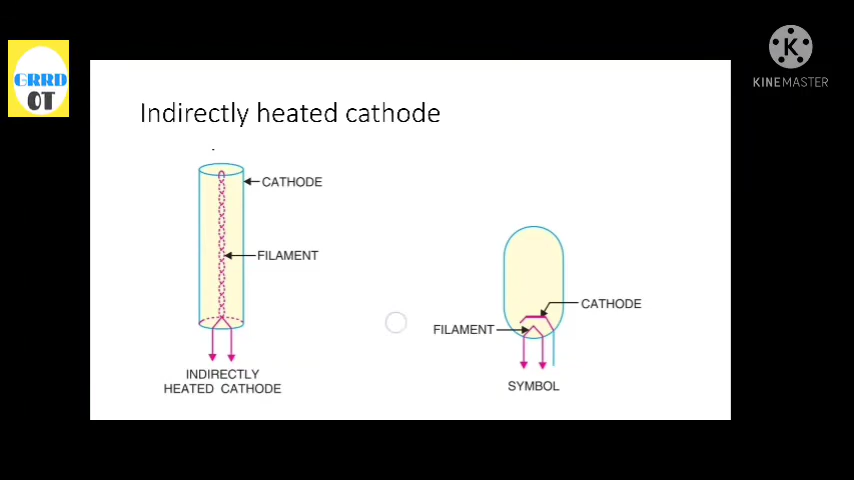 GRRD
OT
KINEMASTER
Indirectly heated cathode
CATHODE
FILAMENT
INDIRECTLY
HEATED CATHODE
CATHODE
FILAMENT
SYMBOL